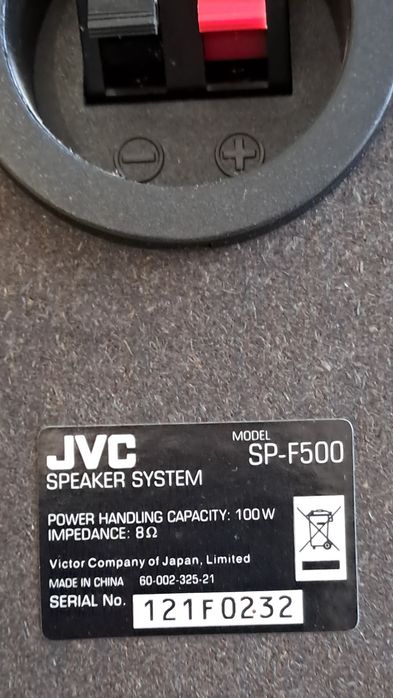 − +
JVC
MODEL
SP-F500
SPEAKER SYSTEM
POWER HANDLING CAPACITY: 100W
IMPEDANCE: 8Ω
Victor Company of Japan, Limited
MADE IN CHINA 60-002-325-21
SERIAL No. 121F0232